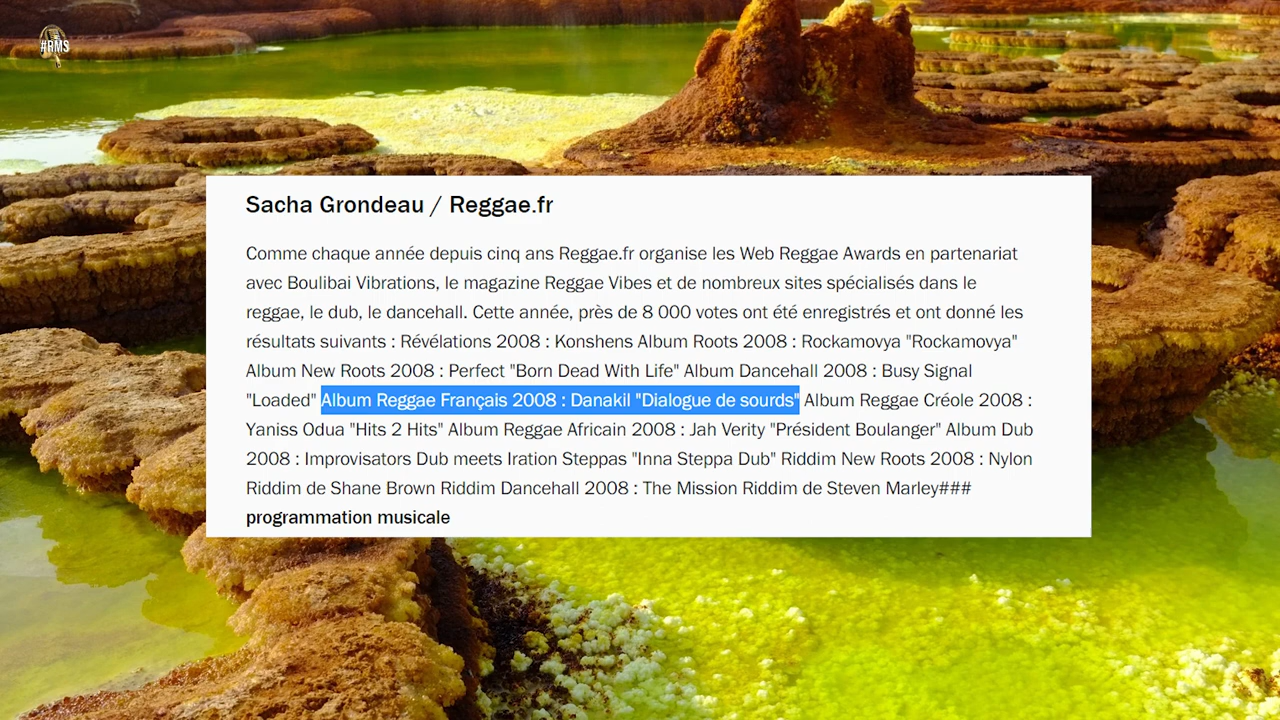 #RMS
Sacha Grondeau / Reggae.fr
Comme chaque année depuis cinq ans Reggae.fr organise les Web Reggae Awards en partenariat
avec Boulibai Vibrations, le magazine Reggae Vibes et de nombreux sites spécialisés dans le
reggae, le dub, le dancehall. Cette année, près de 8 000 votes ont été enregistrés et ont donné les
résultats suivants : Révélations 2008 : Konshens Album Roots 2008 : Rockamovya "Rockamovya"
Album New Roots 2008 : Perfect "Born Dead With Life" Album Dancehall 2008 : Busy Signal
"Loaded" Album Reggae Français 2008 : Danakil "Dialogue de sourds" Album Reggae Créole 2008 :
Yaniss Odua "Hits 2 Hits" Album Reggae Africain 2008 : Jah Verity "Président Boulanger" Album Dub
2008 : Improvisators Dub meets Iration Steppas "Inna Steppa Dub" Riddim New Roots 2008 : Nylon
Riddim de Shane Brown Riddim Dancehall 2008 : The Mission Riddim de Steven Marley###
programmation musicale